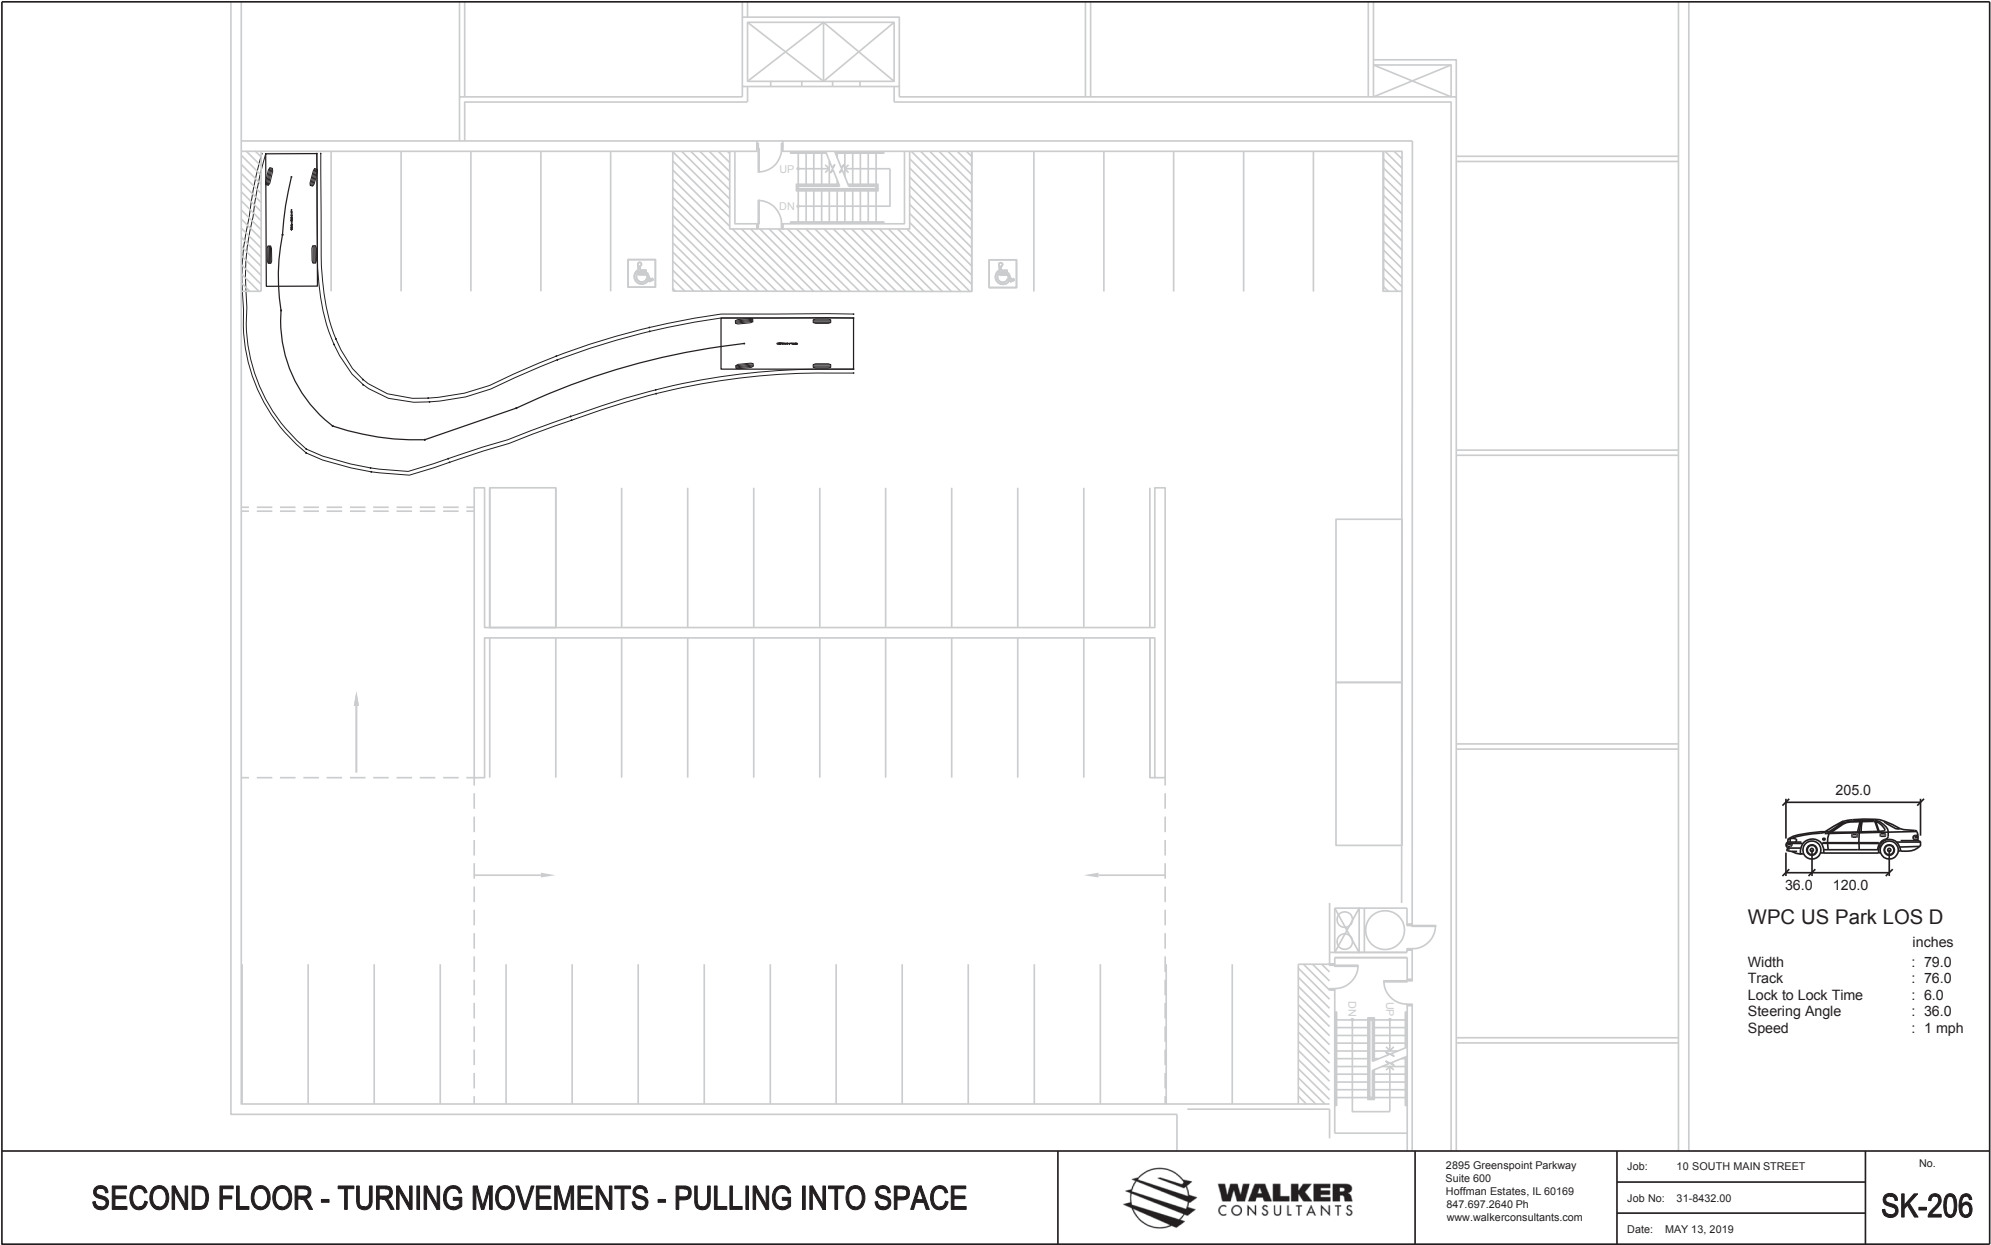 UP
DN
205.0
36.0 120.0
WPC US Park LOS D
inches
Width : 79.0
Track : 76.0
Lock to Lock Time : 6.0
Steering Angle : 36.0
Speed : 1 mph
DN
UP
SECOND FLOOR - TURNING MOVEMENTS - PULLING INTO SPACE
WALKER
CONSULTANTS
2895 Greenspoint Parkway
Suite 600
Hoffman Estates, IL 60169
847.697.2640 Ph
www.walkerconsultants.com
Job: 10 SOUTH MAIN STREET
Job No: 31-8432.00
Date: MAY 13, 2019
No.
SK-206